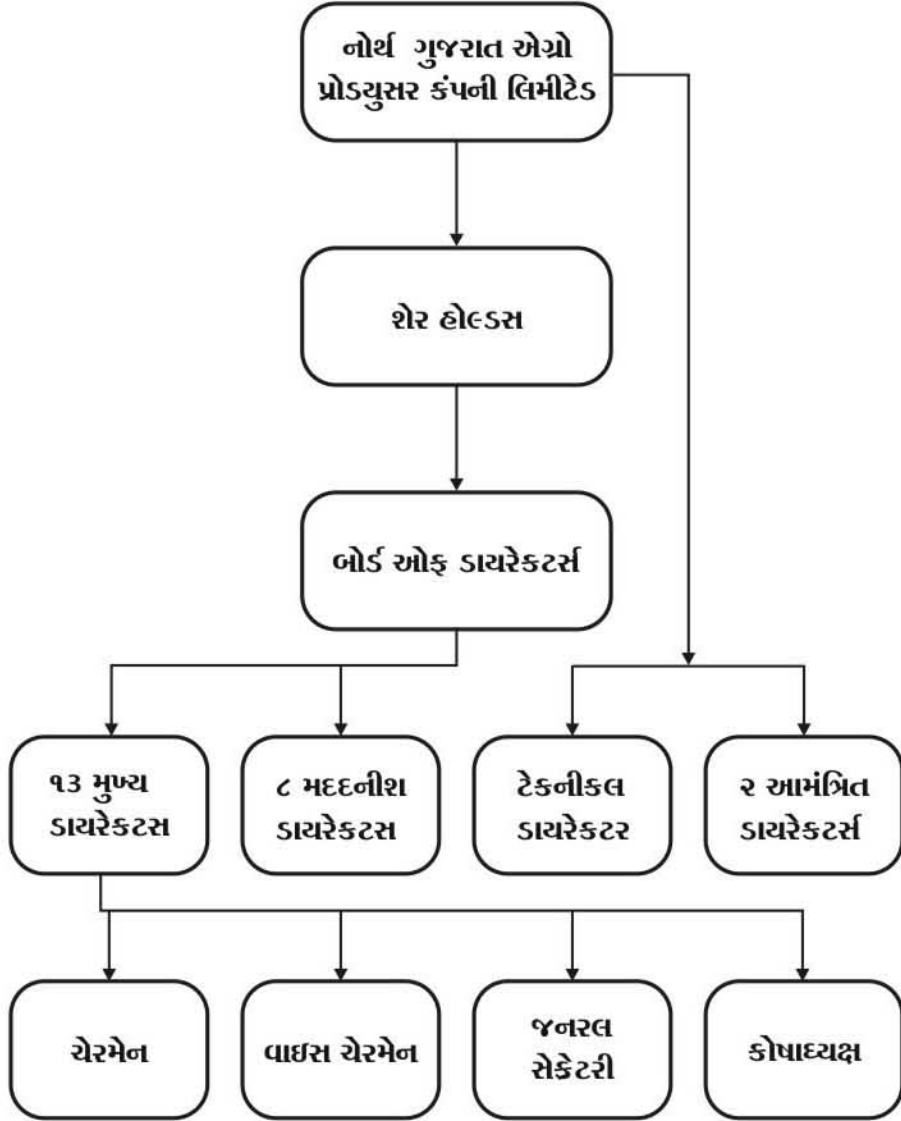 નોર્થ ગુજરાત એગ્રો
પ્રોડયુસર કંપની લિમીટેડ
શેર હોલ્ડસ
બોર્ડ ઓફ ડાયરેકટર્સ
૧૩ મુખ્ય
ડાયરેકટસ
૮ મદદનીશ
ડાયરેકટસ
ટેકનીકલ
ડાયરેકટર
૨ આમંત્રિત
ડાયરેકટર્સ
ચેરમેન
વાઇસ ચેરમેન
જનરલ
સેક્રેટરી
કોષાધ્યક્ષ